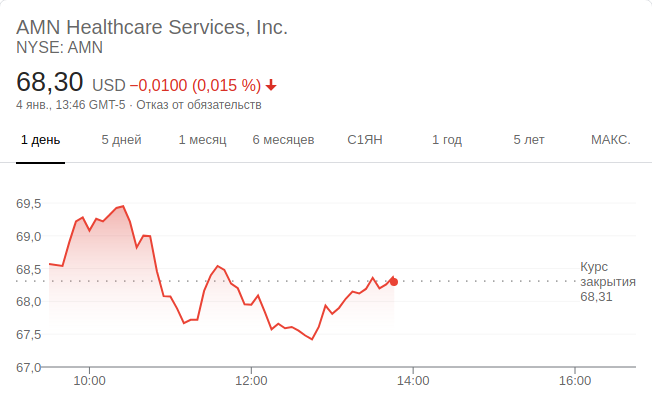 AMN Healthcare Services, Inc.
NYSE: AMN
68,30 USD −0,0100 (0,015 %)
4 янв., 13:46 GMT-5 · Отказ от обязательств
1 день 5 дней 1 месяц 6 месяцев С1ЯН 1 год 5 лет МАКС.
69,5
69,0
68,5
68,0
67,5
67,0
Курс
закрытия
68,31
10:00 12:00 14:00 16:00